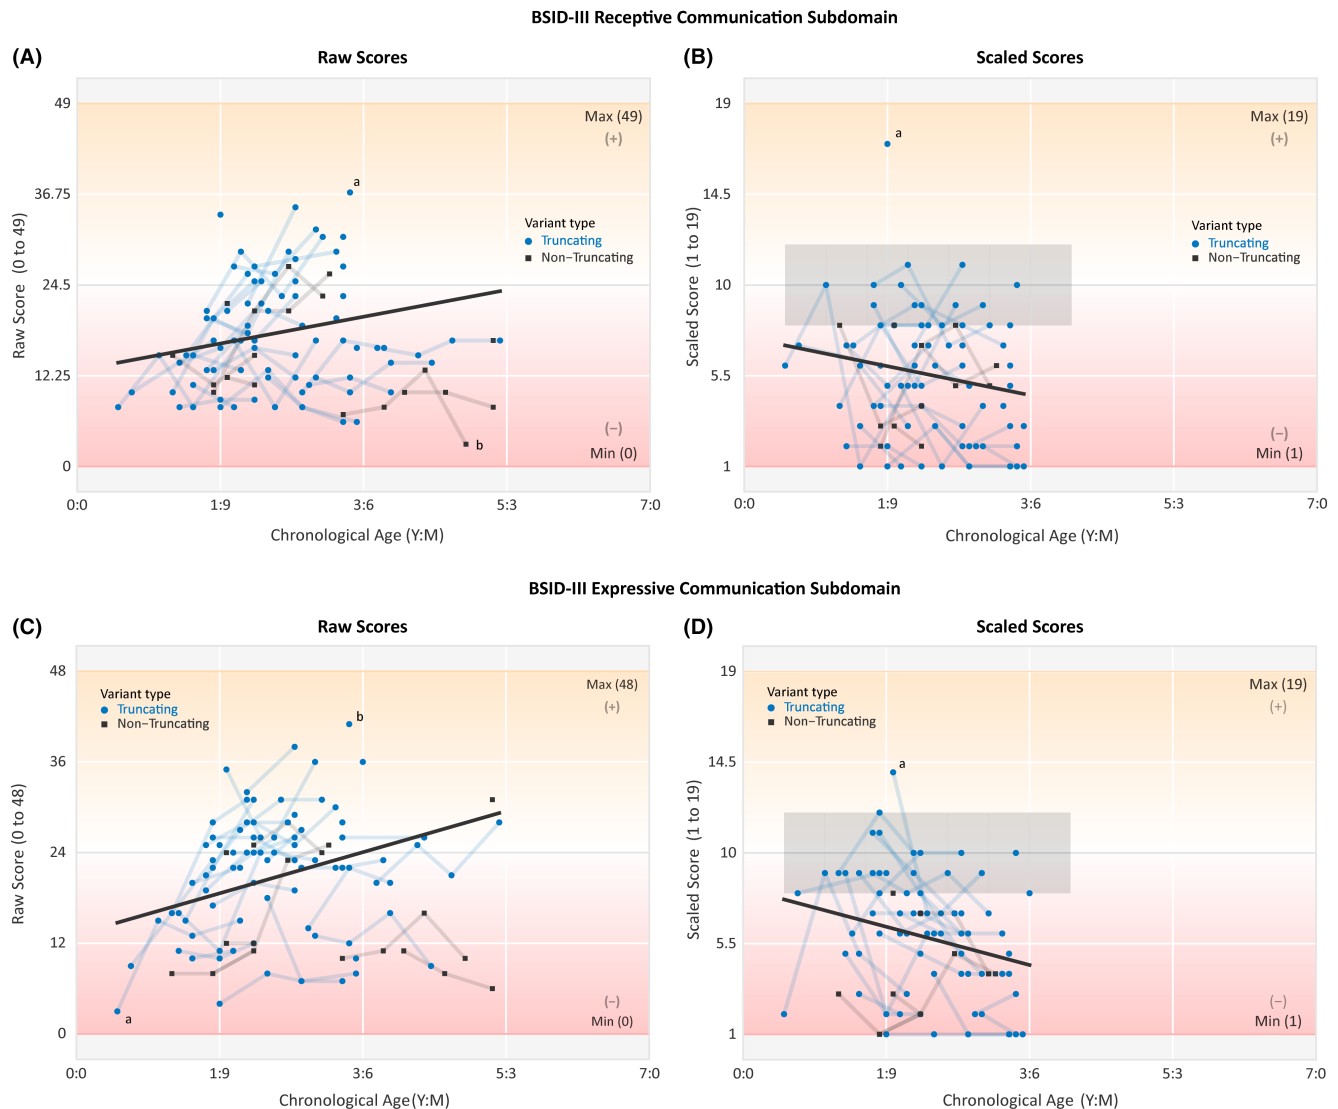 BSID-III Receptive Communication Subdomain
(A)
Raw Scores
49
36.75
24.5
12.25
0
Raw Score (0 to 49)
Max (49)
(+)
a
Variant type
Truncating
Non-Truncating
(−)
b
Min (0)
0:0
1:9
3:6
5:3
7:0
Chronological Age (Y:M)
(B)
Scaled Scores
19
14.5
10
5.5
1
Scaled Score (1 to 19)
Max (19)
(+)
a
Variant type
Truncating
Non-Truncating
(−)
Min (1)
0:0
1:9
3:6
5:3
7:0
Chronological Age (Y:M)
BSID-III Expressive Communication Subdomain
(C)
Raw Scores
48
36
24
12
0
Raw Score (0 to 48)
Variant type
Truncating
Non−Truncating
Max (48)
(+)
b
a
(−)
Min (0)
0:0
1:9
3:6
5:3
7:0
Chronological Age (Y:M)
(D)
Scaled Scores
19
14.5
10
5.5
1
Scaled Score (1 to 19)
Variant type
Truncating
Non−Truncating
Max (19)
(+)
a
(−)
Min (1)
0:0
1:9
3:6
5:3
7:0
Chronological Age (Y:M)